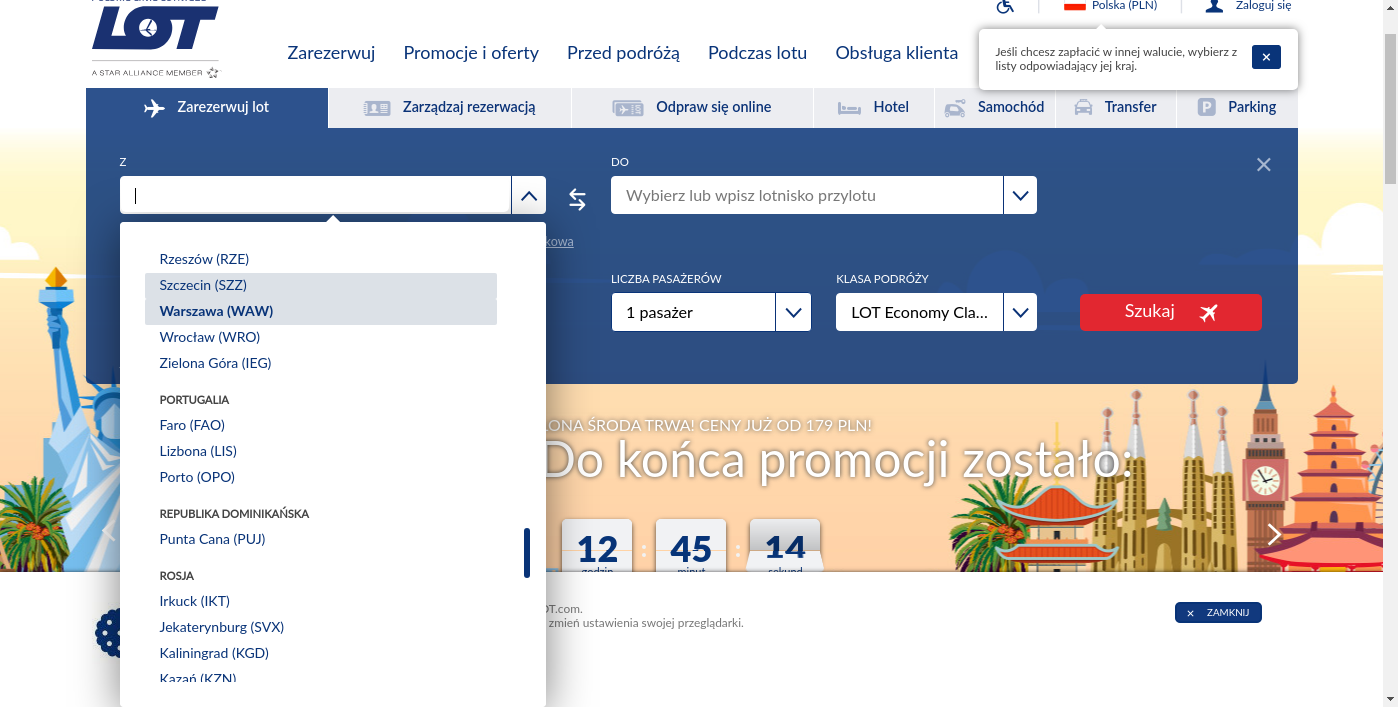 LOT
A STAR ALLIANCE MEMBER
Polska (PLN)
Zaloguj się
Zarezerwuj
Promocje i oferty
Przed podróżą
Podczas lotu
Obsługa klienta
Jeśli chcesz zapłacić w innej walucie, wybierz z
listy odpowiadający jej kraj.
Zarezerwuj lot
Zarządzaj rezerwacją
Odpraw się online
Hotel
Samochód
Transfer
P Parking
Z
DO
Wybierz lub wpisz lotnisko przylotu
kowa
Rzeszów (RZE)
Szczecin (SZZ)
Warszawa (WAW)
Wrocław (WRO)
Zielona Góra (IEG)
PORTUGALIA
Faro (FAO)
Lizbona (LIS)
Porto (OPO)
REPUBLIKA DOMINIKAŃSKA
Punta Cana (PUJ)
ROSJA
Irkuck (IKT)
Jekaterynburg (SVX)
Kaliningrad (KGD)
Kazań (KZN)
LICZBA PASAŻERÓW
1 pasażer
KLASA PODRÓŻY
LOT Economy Cla...
Szukaj
LONA ŚRODA TRWA! CENY JUŻ OD 179 PLN!
Do końca promocji zostało:
12 : 45 : 14
godzin minut sekund
OT.com.
zmień ustawienia swojej przeglądarki.
ZAMKNIJ